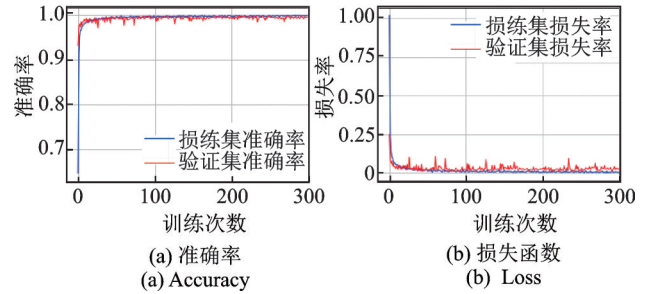 1.0
0.9
0.8
0.7
准确率
损练集准确率
验证集准确率
0
100
200
300
训练次数
(a) 准确率
(a) Accuracy
1.00
0.75
0.50
0.25
0
损失率
损练集损失率
验证集损失率
0
100
200
300
训练次数
(b) 损失函数
(b) Loss